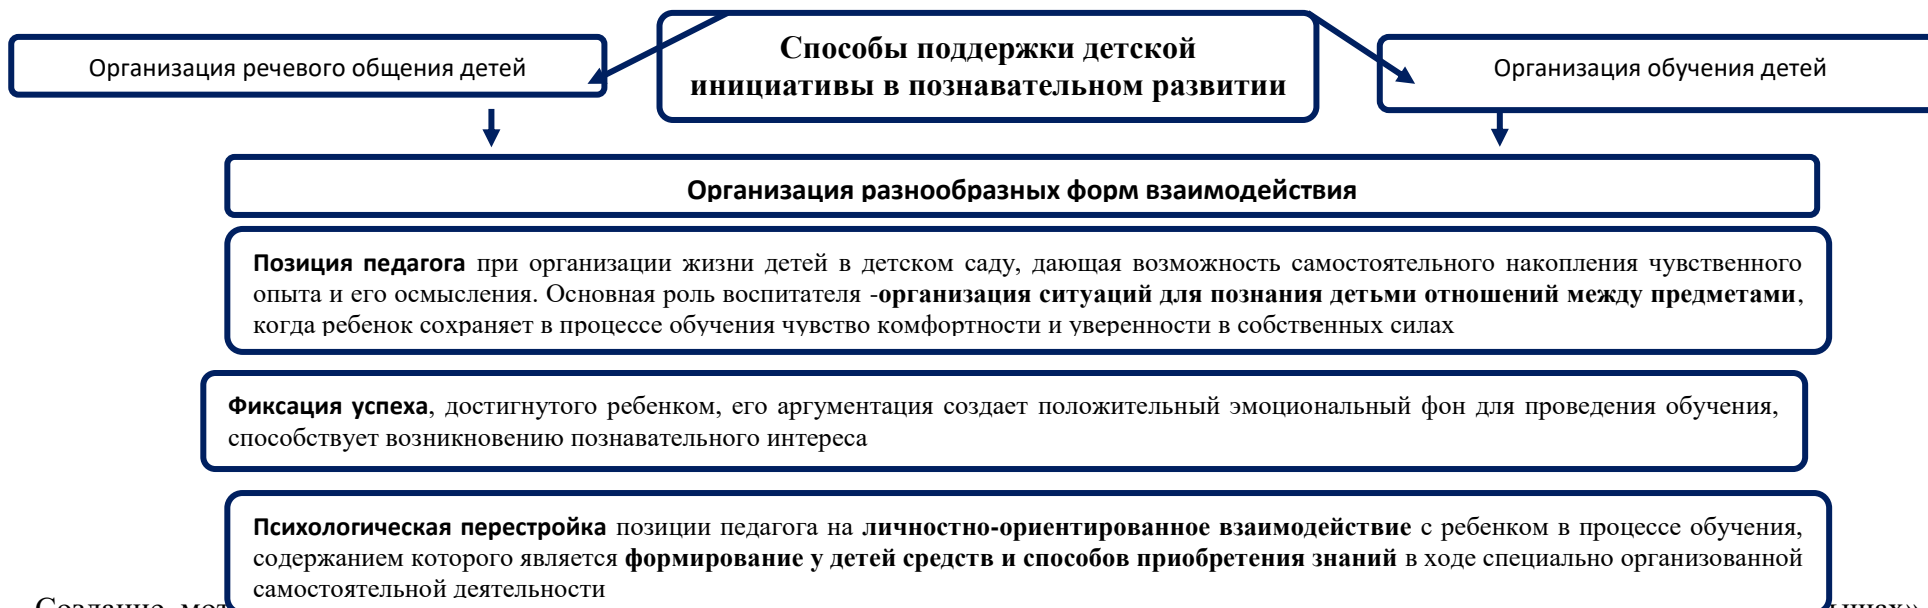 Способы поддержки детской
инициативы в познавательном развитии
Организация речевого общения детей
Организация обучения детей
Организация разнообразных форм взаимодействия
Позиция педагога при организации жизни детей в детском саду, дающая возможность самостоятельного накопления чувственного
опыта и его осмысления. Основная роль воспитателя -организация ситуаций для познания детьми отношений между предметами,
когда ребенок сохраняет в процессе обучения чувство комфортности и уверенности в собственных силах
Фиксация успеха, достигнутого ребенком, его аргументация создает положительный эмоциональный фон для проведения обучения,
способствует возникновению познавательного интереса
Психологическая перестройка позиции педагога на личностно-ориентированное взаимодействие с ребенком в процессе обучения,
содержанием которого является формирование у детей средств и способов приобретения знаний в ходе специально организованной
самостоятельной деятельности
Создание